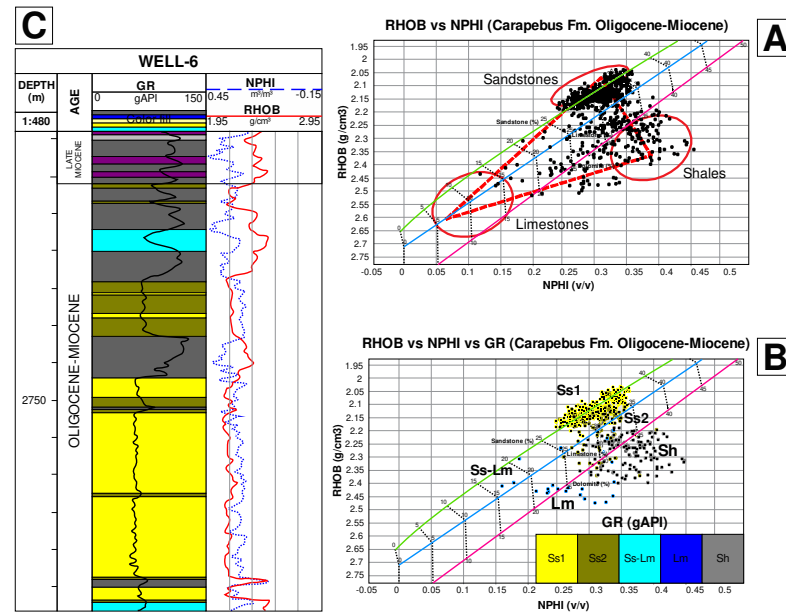 C
WELL-6
DEPTH
(m)
AGE
GR
0 gAPI 150
NPHI
0.45 m³/m³ -0.15
RHOB
1.95 g/cm³ 2.95
1:480
LATE
MIOCENE
OLIGOCENE-MIOCENE
2750
A
RHOB vs NPHI (Carapebus Fm. Oligocene-Miocene)
RHOB (g/cm3)
1.95
2
2.05
2.1
2.15
2.2
2.25
2.3
2.35
2.4
2.45
2.5
2.55
2.6
2.65
2.7
2.75
Sandstones
Shales
Limestones
Sandstone (%)
-0.05 0 0.05 0.1 0.15 0.2 0.25 0.3 0.35 0.4 0.45 0.5
NPHI (v/v)
B
RHOB vs NPHI vs GR (Carapebus Fm. Oligocene-Miocene)
RHOB (g/cm3)
1.95
2
2.05
2.1
2.15
2.2
2.25
2.3
2.35
2.4
2.45
2.5
2.55
2.6
2.65
2.7
2.75
Ss1
Ss2
Sh
Ss-Lm
Lm
Sandstone (%)
Limestone (%)
Dolomite (%)
GR (gAPI)
Ss1 Ss2 Ss-Lm Lm Sh
-0.05 0 0.05 0.1 0.15 0.2 0.25 0.3 0.35 0.4 0.45 0.5
NPHI (v/v)